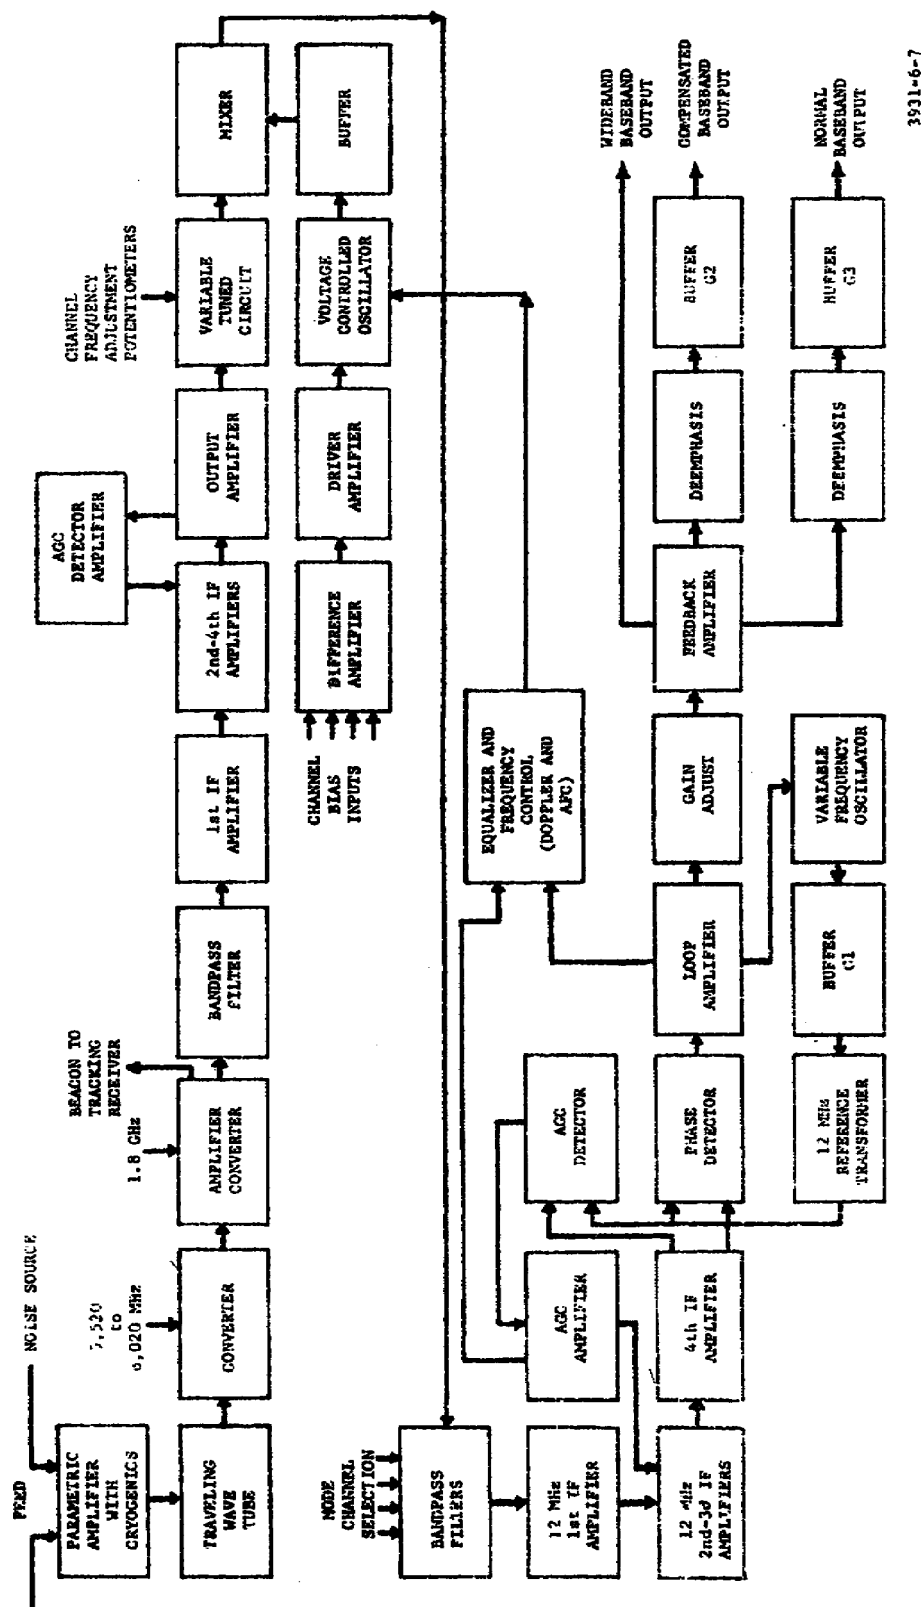 FEED
NOISE SOURCE
PARAMETRIC
AMPLIFIER
WITH
CRYOGENICS
TRAVELING
WAVE
TUBE
to
CONVERTER
1.8 GHz
AMPLIFIER
CONVERTER
BEACON TO
TRACKING
RECEIVER
BANDPASS
FILTER
1st IF
AMPLIFIER
2nd-4th IF
AMPLIFIERS
AGC
DETECTOR
AMPLIFIER
OUTPUT
AMPLIFIER
CHANNEL
FREQUENCY
ADJUSTMENT
POTENTIOMETERS
VARIABLE
TUNED
CIRCUIT
MIXER
CHANNEL
BIAS
INPUTS
DIFFERENCE
AMPLIFIER
DRIVER
AMPLIFIER
VOLTAGE
CONTROLLED
OSCILLATOR
BUFFER
MODE
CHANNEL
SELECTION
BANDPASS
FILTERS
12 MHz
1st IF
AMPLIFIER
12 MHz
2nd-3d IF
AMPLIFIERS
AGC
AMPLIFIER
4th IF
AMPLIFIER
AGC
DETECTOR
PHASE
DETECTOR
12 MHz
REFERENCE
TRANSFORMER
EQUALIZER AND
FREQUENCY
CONTROL
(DOPPLER AND
AFC)
LOOP
AMPLIFIER
BUFFER
G1
GAIN
ADJUST
VARIABLE
FREQUENCY
OSCILLATOR
FEEDBACK
AMPLIFIER
DEEMPHASIS
DEEMPHASIS
BUFFER
G2
BUFFER
G3
WIDEBAND
BASEBAND
OUTPUT
COMPENSATED
BASEBAND
OUTPUT
NORMAL
BASEBAND
OUTPUT
3931-6-7